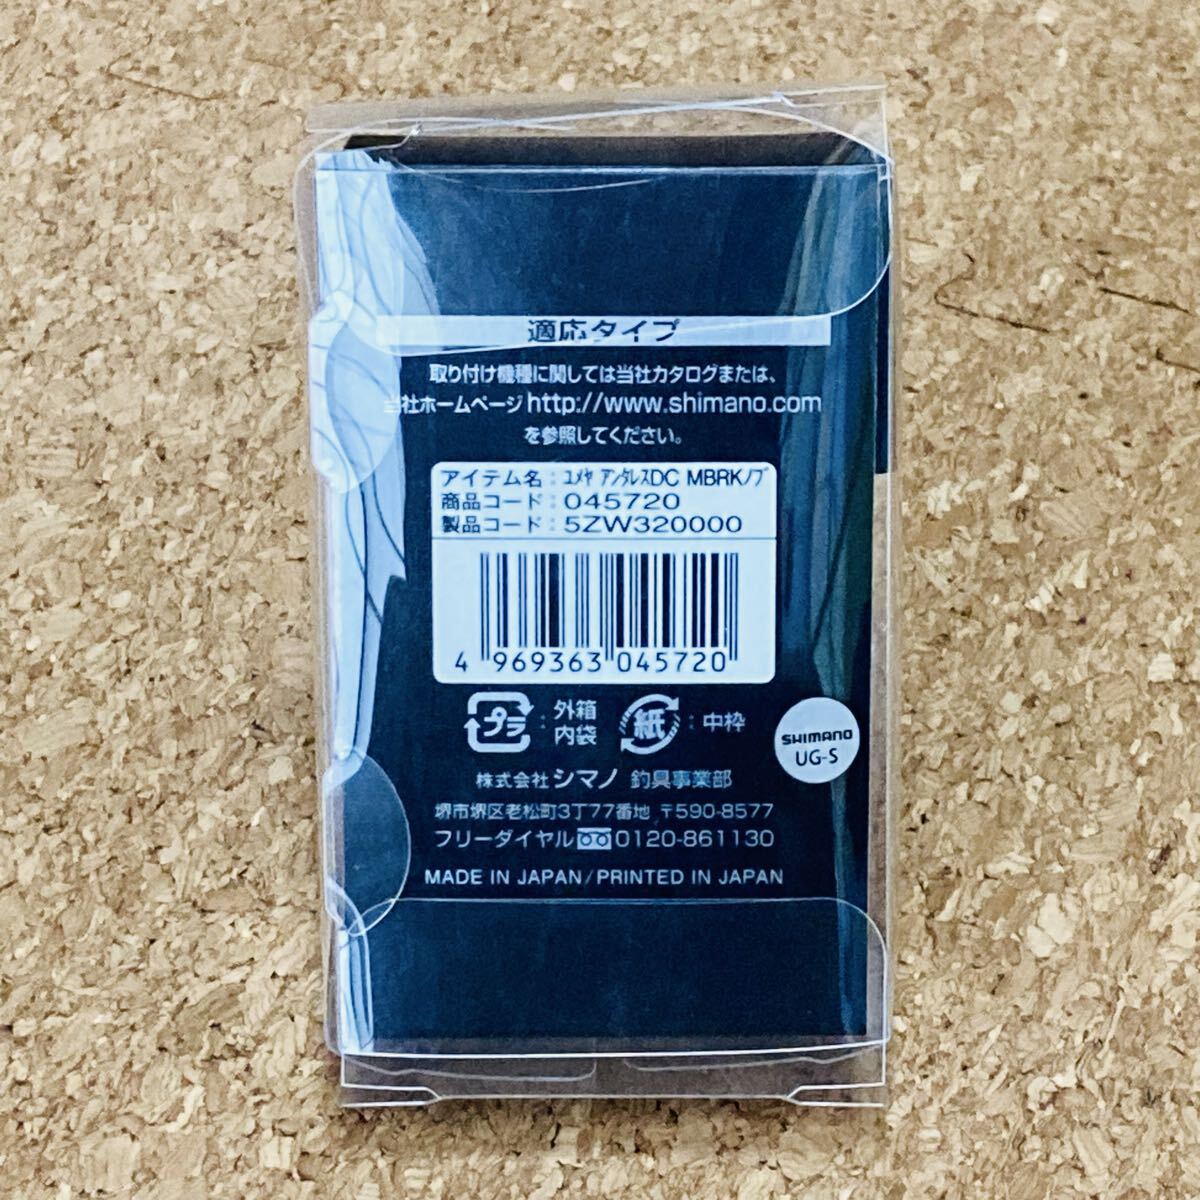 適応タイプ
取り付け機種に関しては当社カタログまたは、
当社ホームページhttp://www.shimano.com
を参照してください。
アイテム名：ユメヤ アンタレスDC MBRKノブ
商品コード：045720
製品コード：5ZW320000
4 969363 045720
プラ：外箱
内袋
紙：中枠
SHIMANO
UG-S
株式会社シマノ 釣具事業部
堺市堺区老松町3丁77番地 〒590-8577
フリーダイヤル 0120-861130
MADE IN JAPAN/PRINTED IN JAPAN